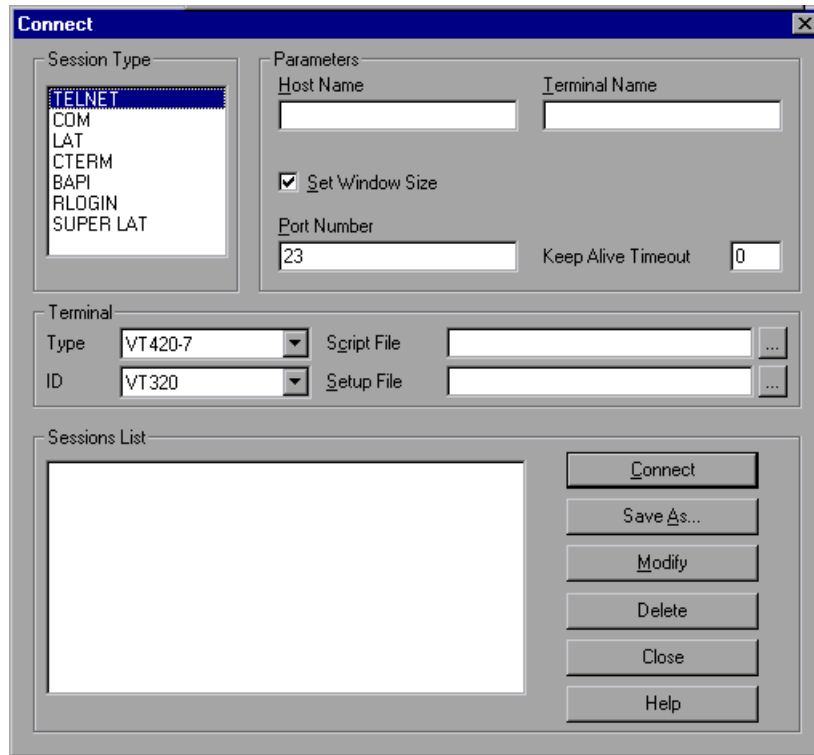 Connect
Session Type
TELNET
COM
LAT
CTERM
BAPI
RLOGIN
SUPER LAT
Parameters
Host Name
Terminal Name
Set Window Size
Port Number
23
Keep Alive Timeout
0
Terminal
Type
VT420-7
Script File
...
ID
VT320
Setup File
...
Sessions List
Connect
Save As...
Modify
Delete
Close
Help